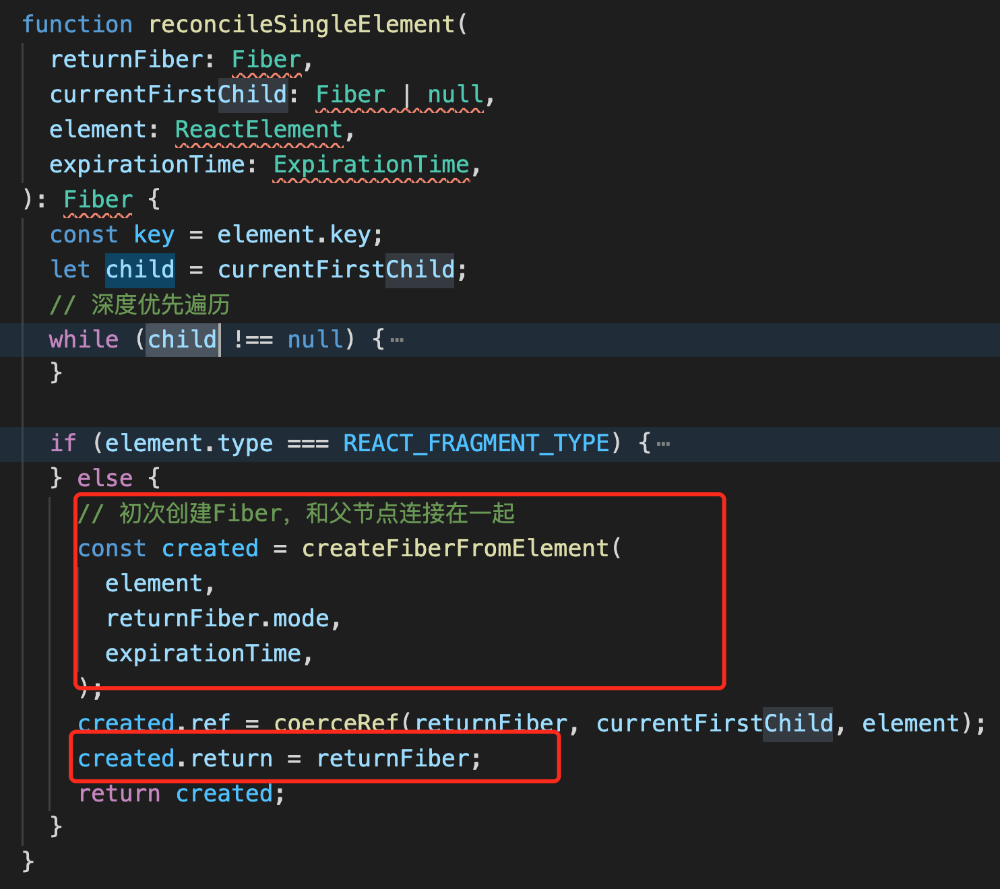 function reconcileSingleElement(
  returnFiber: Fiber,
  currentFirstChild: Fiber | null,
  element: ReactElement,
  expirationTime: ExpirationTime,
): Fiber {
  const key = element.key;
  let child = currentFirstChild;
  // 深度优先遍历
  while (child !== null) {⋯
  }
  if (element.type === REACT_FRAGMENT_TYPE) {⋯
  } else {
    // 初次创建Fiber，和父节点连接在一起
    const created = createFiberFromElement(
      element,
      returnFiber.mode,
      expirationTime,
    );
    created.ref = coerceRef(returnFiber, currentFirstChild, element);
    created.return = returnFiber;
    return created;
  }
}